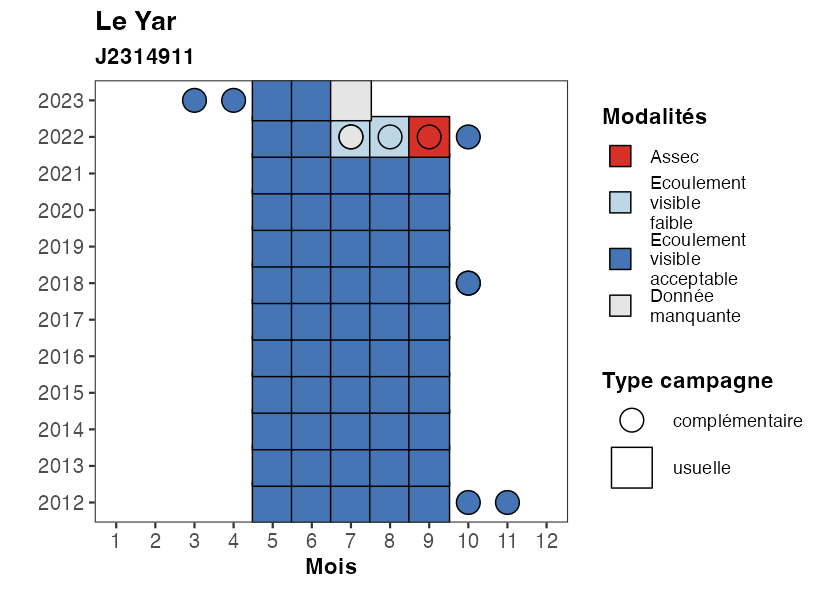 Le Yar
J2314911
2023
2022
2021
2020
2019
2018
2017
2016
2015
2014
2013
2012
1 2 3 4 5 6 7 8 9 10 11 12
Mois
Modalités
Assec
Ecoulement
visible
faible
Ecoulement
visible
acceptable
Donnée
manquante
Type campagne
complémentaire
usuelle